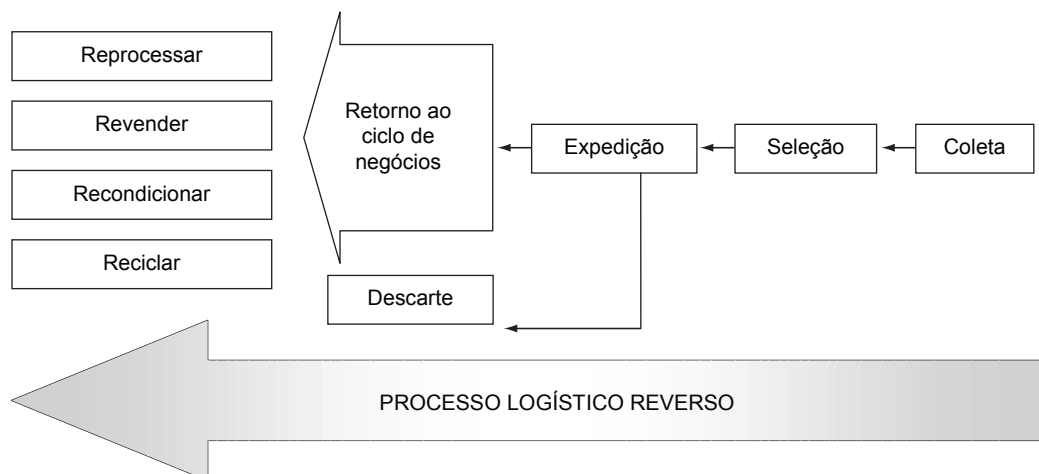 Reprocessar
Revender
Recondicionar
Reciclar
Retorno ao
ciclo de
negócios
Expedição
Seleção
Coleta
Descarte
PROCESSO LOGÍSTICO REVERSO